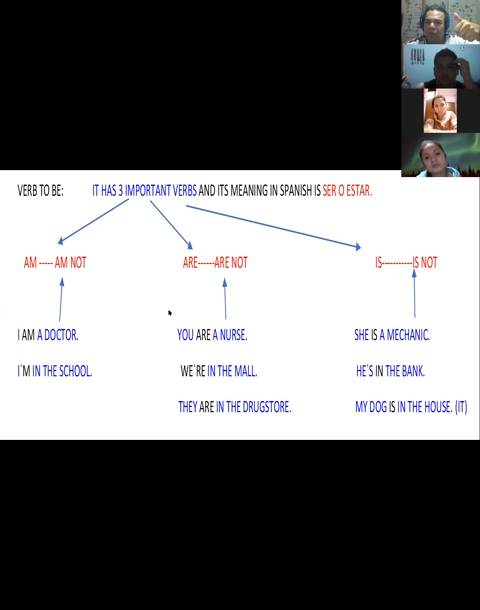 VERB TO BE: IT HAS 3 IMPORTANT VERBS AND ITS MEANING IN SPANISH IS SER O ESTAR.
AM ----- AM NOT ARE------ARE NOT IS-----------IS NOT
I AM A DOCTOR. YOU ARE A NURSE. SHE IS A MECHANIC.
I`M IN THE SCHOOL. WE`RE IN THE MALL. HE`S IN THE BANK.
THEY ARE IN THE DRUGSTORE. MY DOG IS IN THE HOUSE. (IT)